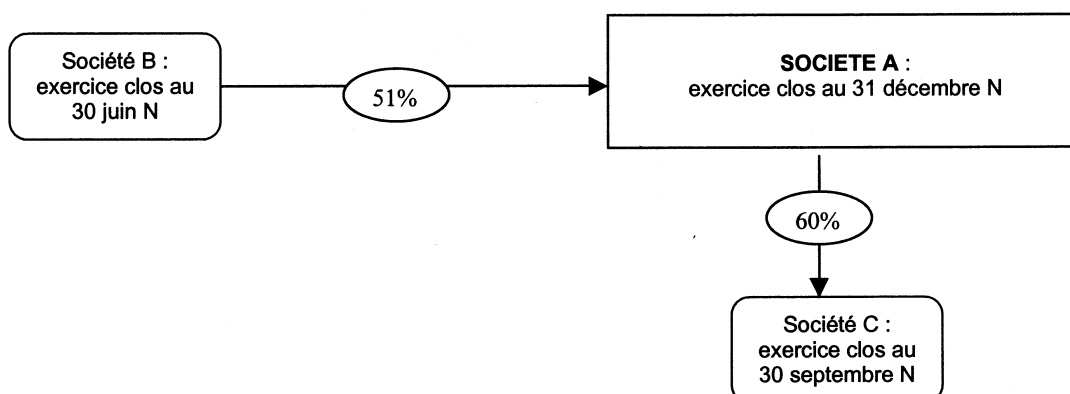 Société B :
exercice clos au
30 juin N
51%
SOCIETE A :
exercice clos au 31 décembre N
60%
Société C :
exercice clos au
30 septembre N